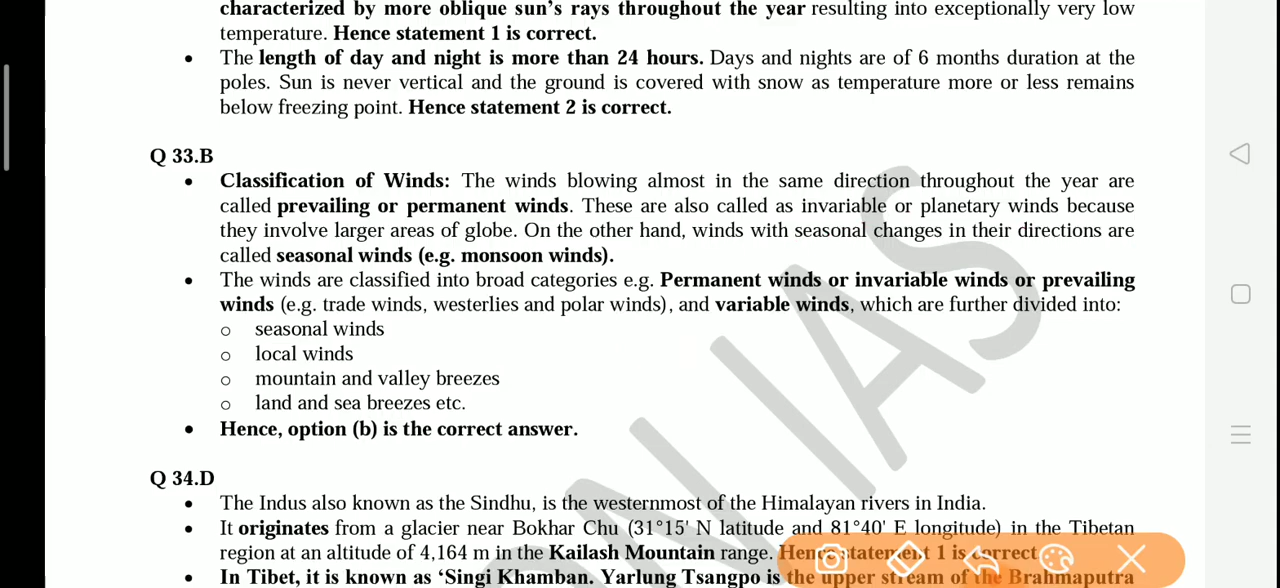 characterized by more oblique sun's rays throughout the year resulting into exceptionally very low
temperature. Hence statement 1 is correct.
• The length of day and night is more than 24 hours. Days and nights are of 6 months duration at the
poles. Sun is never vertical and the ground is covered with snow as temperature more or less remains
below freezing point. Hence statement 2 is correct.
Q 33.B
• Classification of Winds: The winds blowing almost in the same direction throughout the year are
called prevailing or permanent winds. These are also called as invariable or planetary winds because
they involve larger areas of globe. On the other hand, winds with seasonal changes in their directions are
called seasonal winds (e.g. monsoon winds).
• The winds are classified into broad categories e.g. Permanent winds or invariable winds or prevailing
winds (e.g. trade winds, westerlies and polar winds), and variable winds, which are further divided into:
o seasonal winds
o local winds
o mountain and valley breezes
o land and sea breezes etc.
• Hence, option (b) is the correct answer.
Q 34.D
• The Indus also known as the Sindhu, is the westernmost of the Himalayan rivers in India.
• It originates from a glacier near Bokhar Chu (31°15' N latitude and 81°40' E longitude) in the Tibetan
region at an altitude of 4,164 m in the Kailash Mountain range. Hence statement 1 is correct
• In Tibet, it is known as 'Singi Khamban. Yarlung Tsangpo is the upper stream of the Brahmaputra
ON IAS